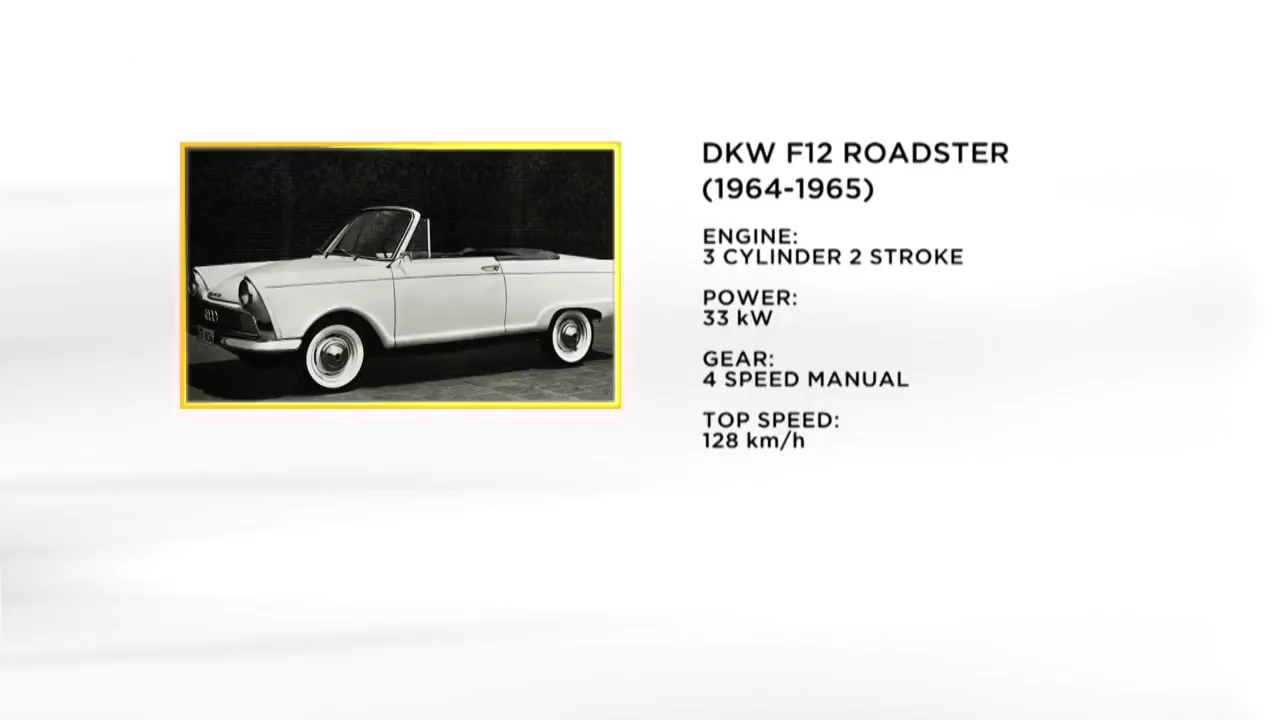 DKW F12 ROADSTER
(1964-1965)
ENGINE:
3 CYLINDER 2 STROKE
POWER:
33 kW
GEAR:
4 SPEED MANUAL
TOP SPEED:
128 km/h